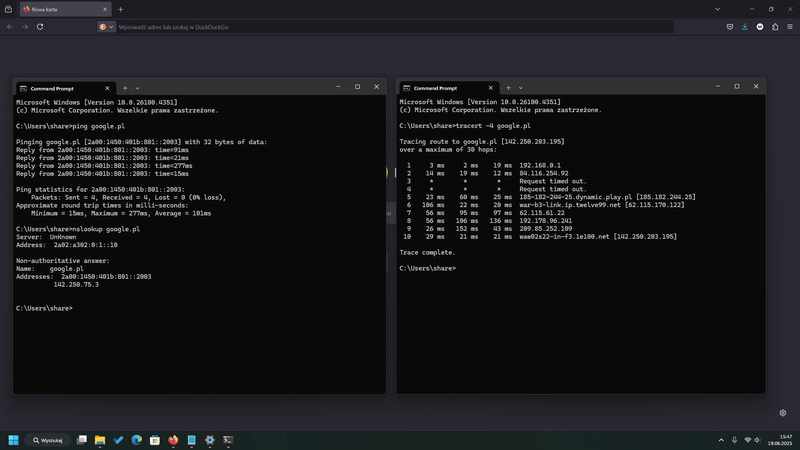 Nowa karta
Wprowadź adres lub szukaj w DuckDuckGo
Command Prompt
Microsoft Windows [Version 10.0.26100.4351]
(c) Microsoft Corporation. Wszelkie prawa zastrzeżone.
C:\Users\share>ping google.pl
Pinging google.pl [2a00:1450:401b:801::2003] with 32 bytes of data:
Reply from 2a00:1450:401b:801::2003: time=91ms
Reply from 2a00:1450:401b:801::2003: time=21ms
Reply from 2a00:1450:401b:801::2003: time=277ms
Reply from 2a00:1450:401b:801::2003: time=15ms
Ping statistics for 2a00:1450:401b:801::2003:
Packets: Sent = 4, Received = 4, Lost = 0 (0% loss),
Approximate round trip times in milli-seconds:
Minimum = 15ms, Maximum = 277ms, Average = 101ms
C:\Users\share>nslookup google.pl
Server:  UnKnown
Address:  2a02:a302:0:1::10
Non-authoritative answer:
Name:    google.pl
Addresses:  2a00:1450:401b:801::2003
142.250.75.3
C:\Users\share>
Command Prompt
Microsoft Windows [Version 10.0.26100.4351]
(c) Microsoft Corporation. Wszelkie prawa zastrzeżone.
C:\Users\share>tracert -4 google.pl
Tracing route to google.pl [142.250.203.195]
over a maximum of 30 hops:
1     3 ms     2 ms    19 ms  192.168.0.1
2    14 ms    19 ms    12 ms  84.116.254.92
3     *        *        *     Request timed out.
4     *        *        *     Request timed out.
5    23 ms    60 ms    25 ms  185-182-244-25.dynamic.play.pl [185.182.244.25]
6   106 ms    22 ms    20 ms  war-b3-link.ip.twelve99.net [62.115.170.122]
7    56 ms    95 ms    97 ms  62.115.61.22
8    56 ms   106 ms   136 ms  192.178.96.241
9    26 ms   152 ms    43 ms  209.85.252.109
10    29 ms    21 ms    21 ms  waw02s22-in-f3.1e100.net [142.250.203.195]
Trace complete.
C:\Users\share>
Wyszukaj
15:47
19.06.2025